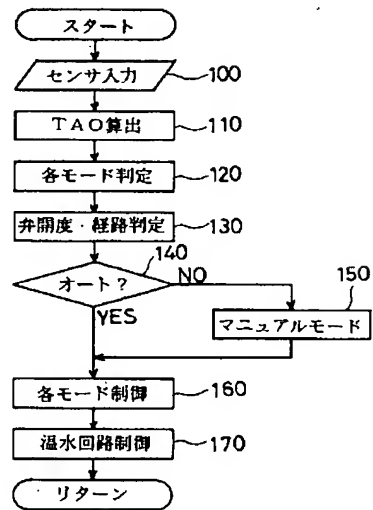 スタート
センサ入力 100
TAO算出 110
各モード判定 120
弁開度・経路判定 130
オート? 140
NO
YES
マニュアルモード 150
各モード制御 160
温水回路制御 170
リターン